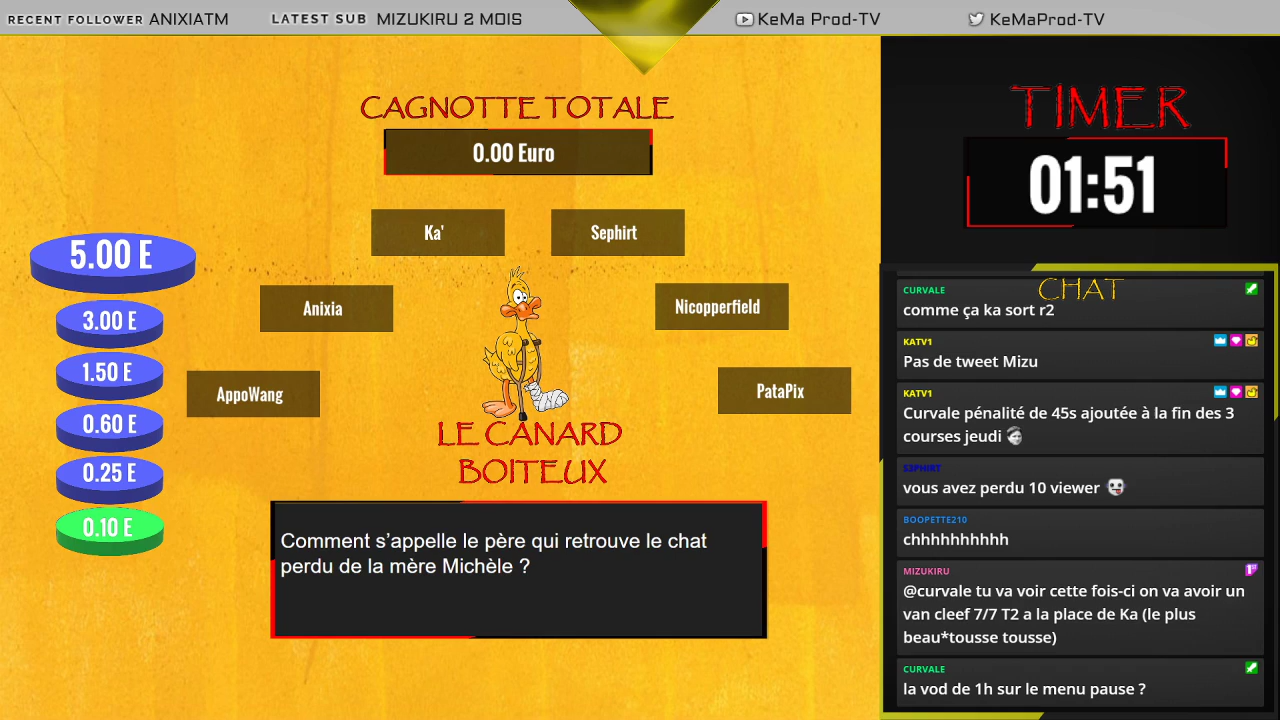 RECENT FOLLOWER ANIXIATM LATEST SUB MIZUKIRU 2 MOIS KeMa Prod-TV KeMaProd-TV
CAGNOTTE TOTALE
0.00 Euro
Ka'
Sephirt
Anixia
Nicopperfield
AppoWang
PataPix
5.00 E
3.00 E
1.50 E
0.60 E
0.25 E
0.10 E
LE CANARD
BOITEUX
Comment s’appelle le père qui retrouve le chat
perdu de la mère Michèle ?
TIMER
01:51
CHAT
CURVALE
comme ça ka sort r2
KATV1
Pas de tweet Mizu
KATV1
Curvale pénalité de 45s ajoutée à la fin des 3
courses jeudi
S3PHIRT
vous avez perdu 10 viewer
BOOPETTE210
chhhhhhhhhh
MIZUKIRU
@curvale tu va voir cette fois-ci on va avoir un
van cleef 7/7 T2 a la place de Ka (le plus
beau*tousse tousse)
CURVALE
la vod de 1h sur le menu pause ?